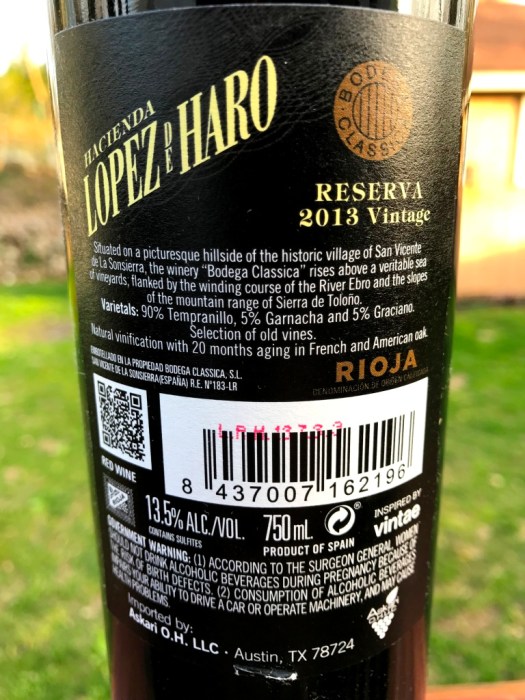 HACIENDA
LOPEZ DE HARO
BODEGA
CLASSICA
RESERVA
2013 Vintage
Situated on a picturesque hillside of the historic village of San Vicente
de La Sonsierra, the winery "Bodega Classica" rises above a veritable sea
of vineyards, flanked by the winding course of the River Ebro and the slopes
of the mountain range of Sierra de Toloño.
Varietals: 90% Tempranillo, 5% Garnacha and 5% Graciano.
Selection of old vines.
Natural vinification with 20 months aging in French and American oak.
EMBOTELLADO EN LA PROPIEDAD BODEGA CLASSICA, S.L.
SAN VICENTE DE LA SONSIERRA(ESPAÑA) R.E. Nº183-LR
RIOJA
DENOMINACIÓN DE ORIGEN
8 437007 162196
RED WINE
13.5% ALC./VOL. 750 mL ®
CONTAINS SULFITES
PRODUCT OF SPAIN
INSPIRED BY
vintae
GOVERNMENT WARNING: (1) ACCORDING TO THE SURGEON GENERAL, WOMEN
SHOULD NOT DRINK ALCOHOLIC BEVERAGES DURING PREGNANCY BECAUSE OF
THE RISK OF BIRTH DEFECTS. (2) CONSUMPTION OF ALCOHOLIC BEVERAGES
YOUR ABILITY TO DRIVE A CAR OR OPERATE MACHINERY, AND MAY CAUSE
HEALTH PROBLEMS.
Imported by:
Askari O.H. LLC · Austin, TX 78724